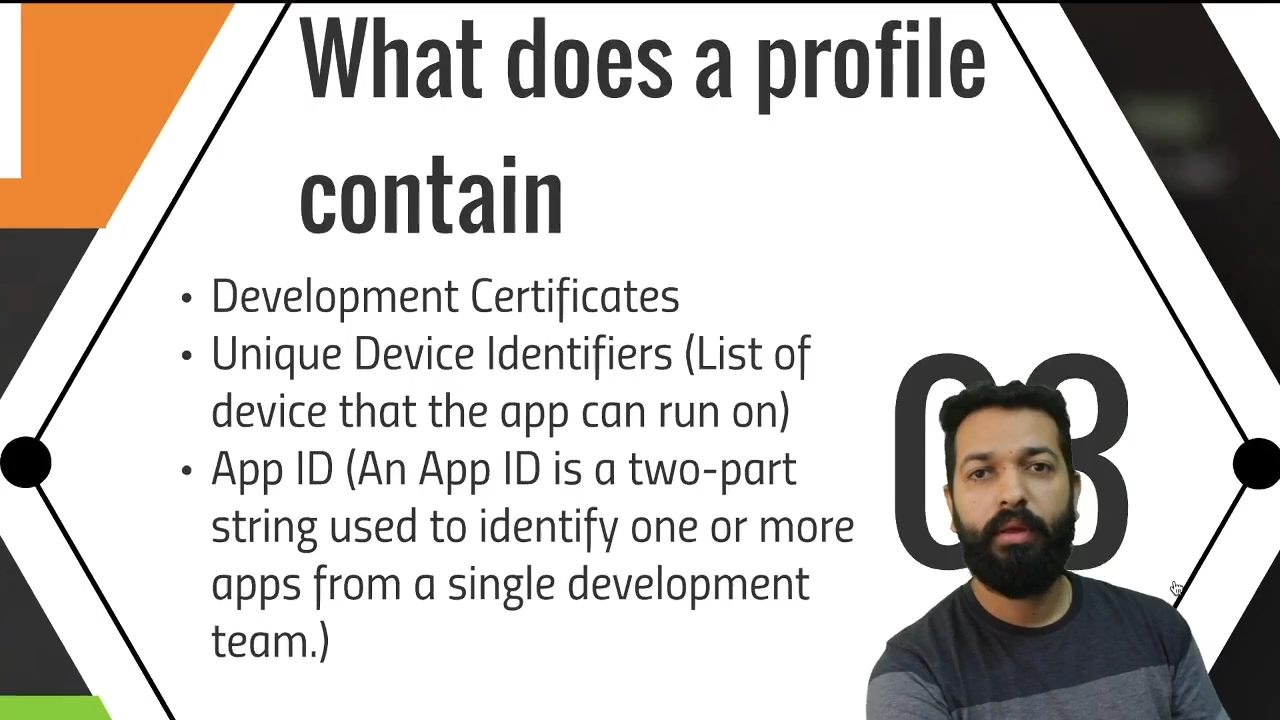 What does a profile
contain
• Development Certificates
• Unique Device Identifiers (List of
device that the app can run on)
• App ID (An App ID is a two-part
string used to identify one or more
apps from a single development
team.)
03